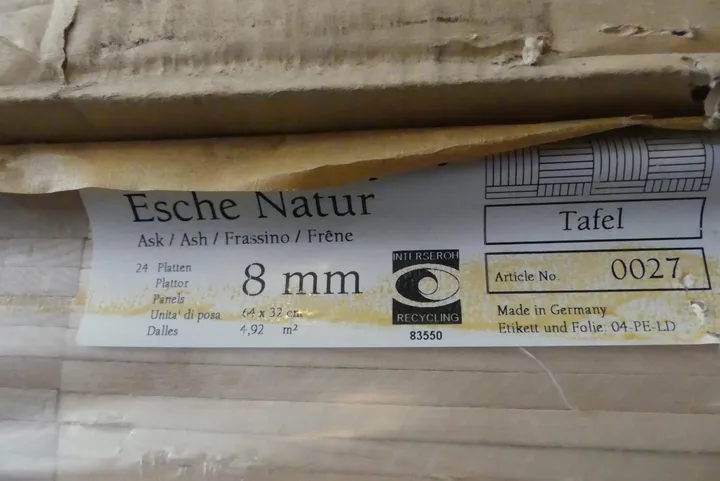 Esche Natur
Ask / Ash / Frassino / Frêne
24 Platten
Plattor
Panels
Unita' di posa
Dalles
8 mm
64 x 32 cm
4,92 m²
INTERSEROH
RECYCLING
83550
Tafel
Article No. 0027
Made in Germany
Etikett und Folie: 04-PE-LD